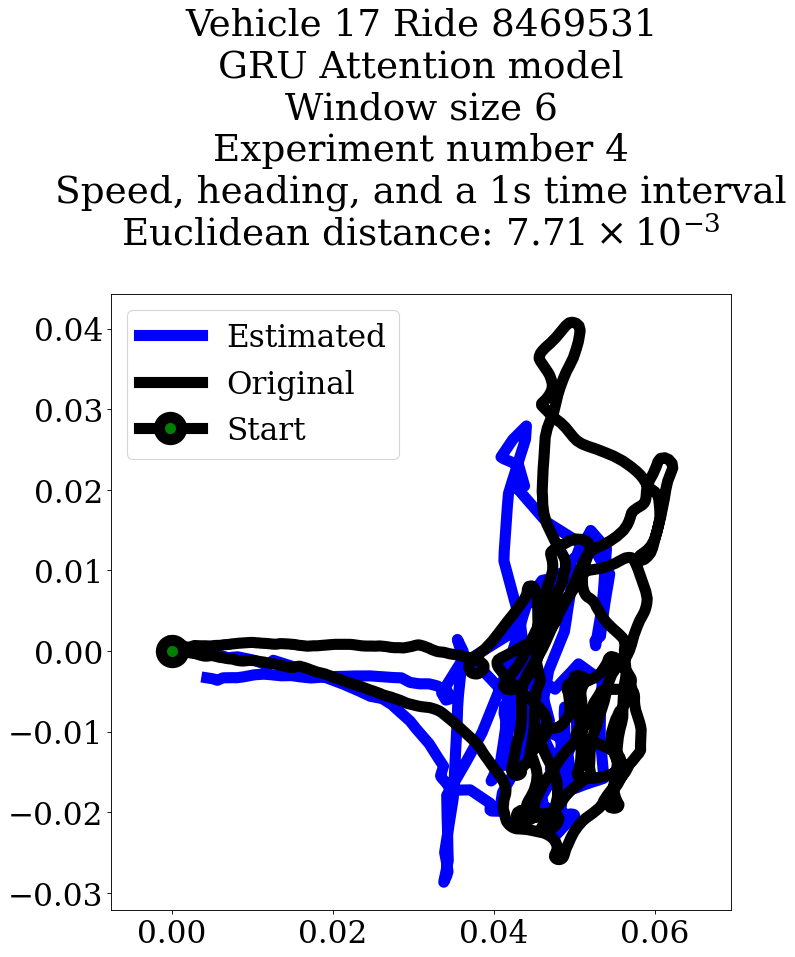 Vehicle 17 Ride 8469531
GRU Attention model
Window size 6
Experiment number 4
Speed, heading, and a 1s time interval
Euclidean distance: 7.71 × 10⁻³
Estimated
Original
Start
0.04
0.03
0.02
0.01
0.00
−0.01
−0.02
−0.03
0.00 0.02 0.04 0.06